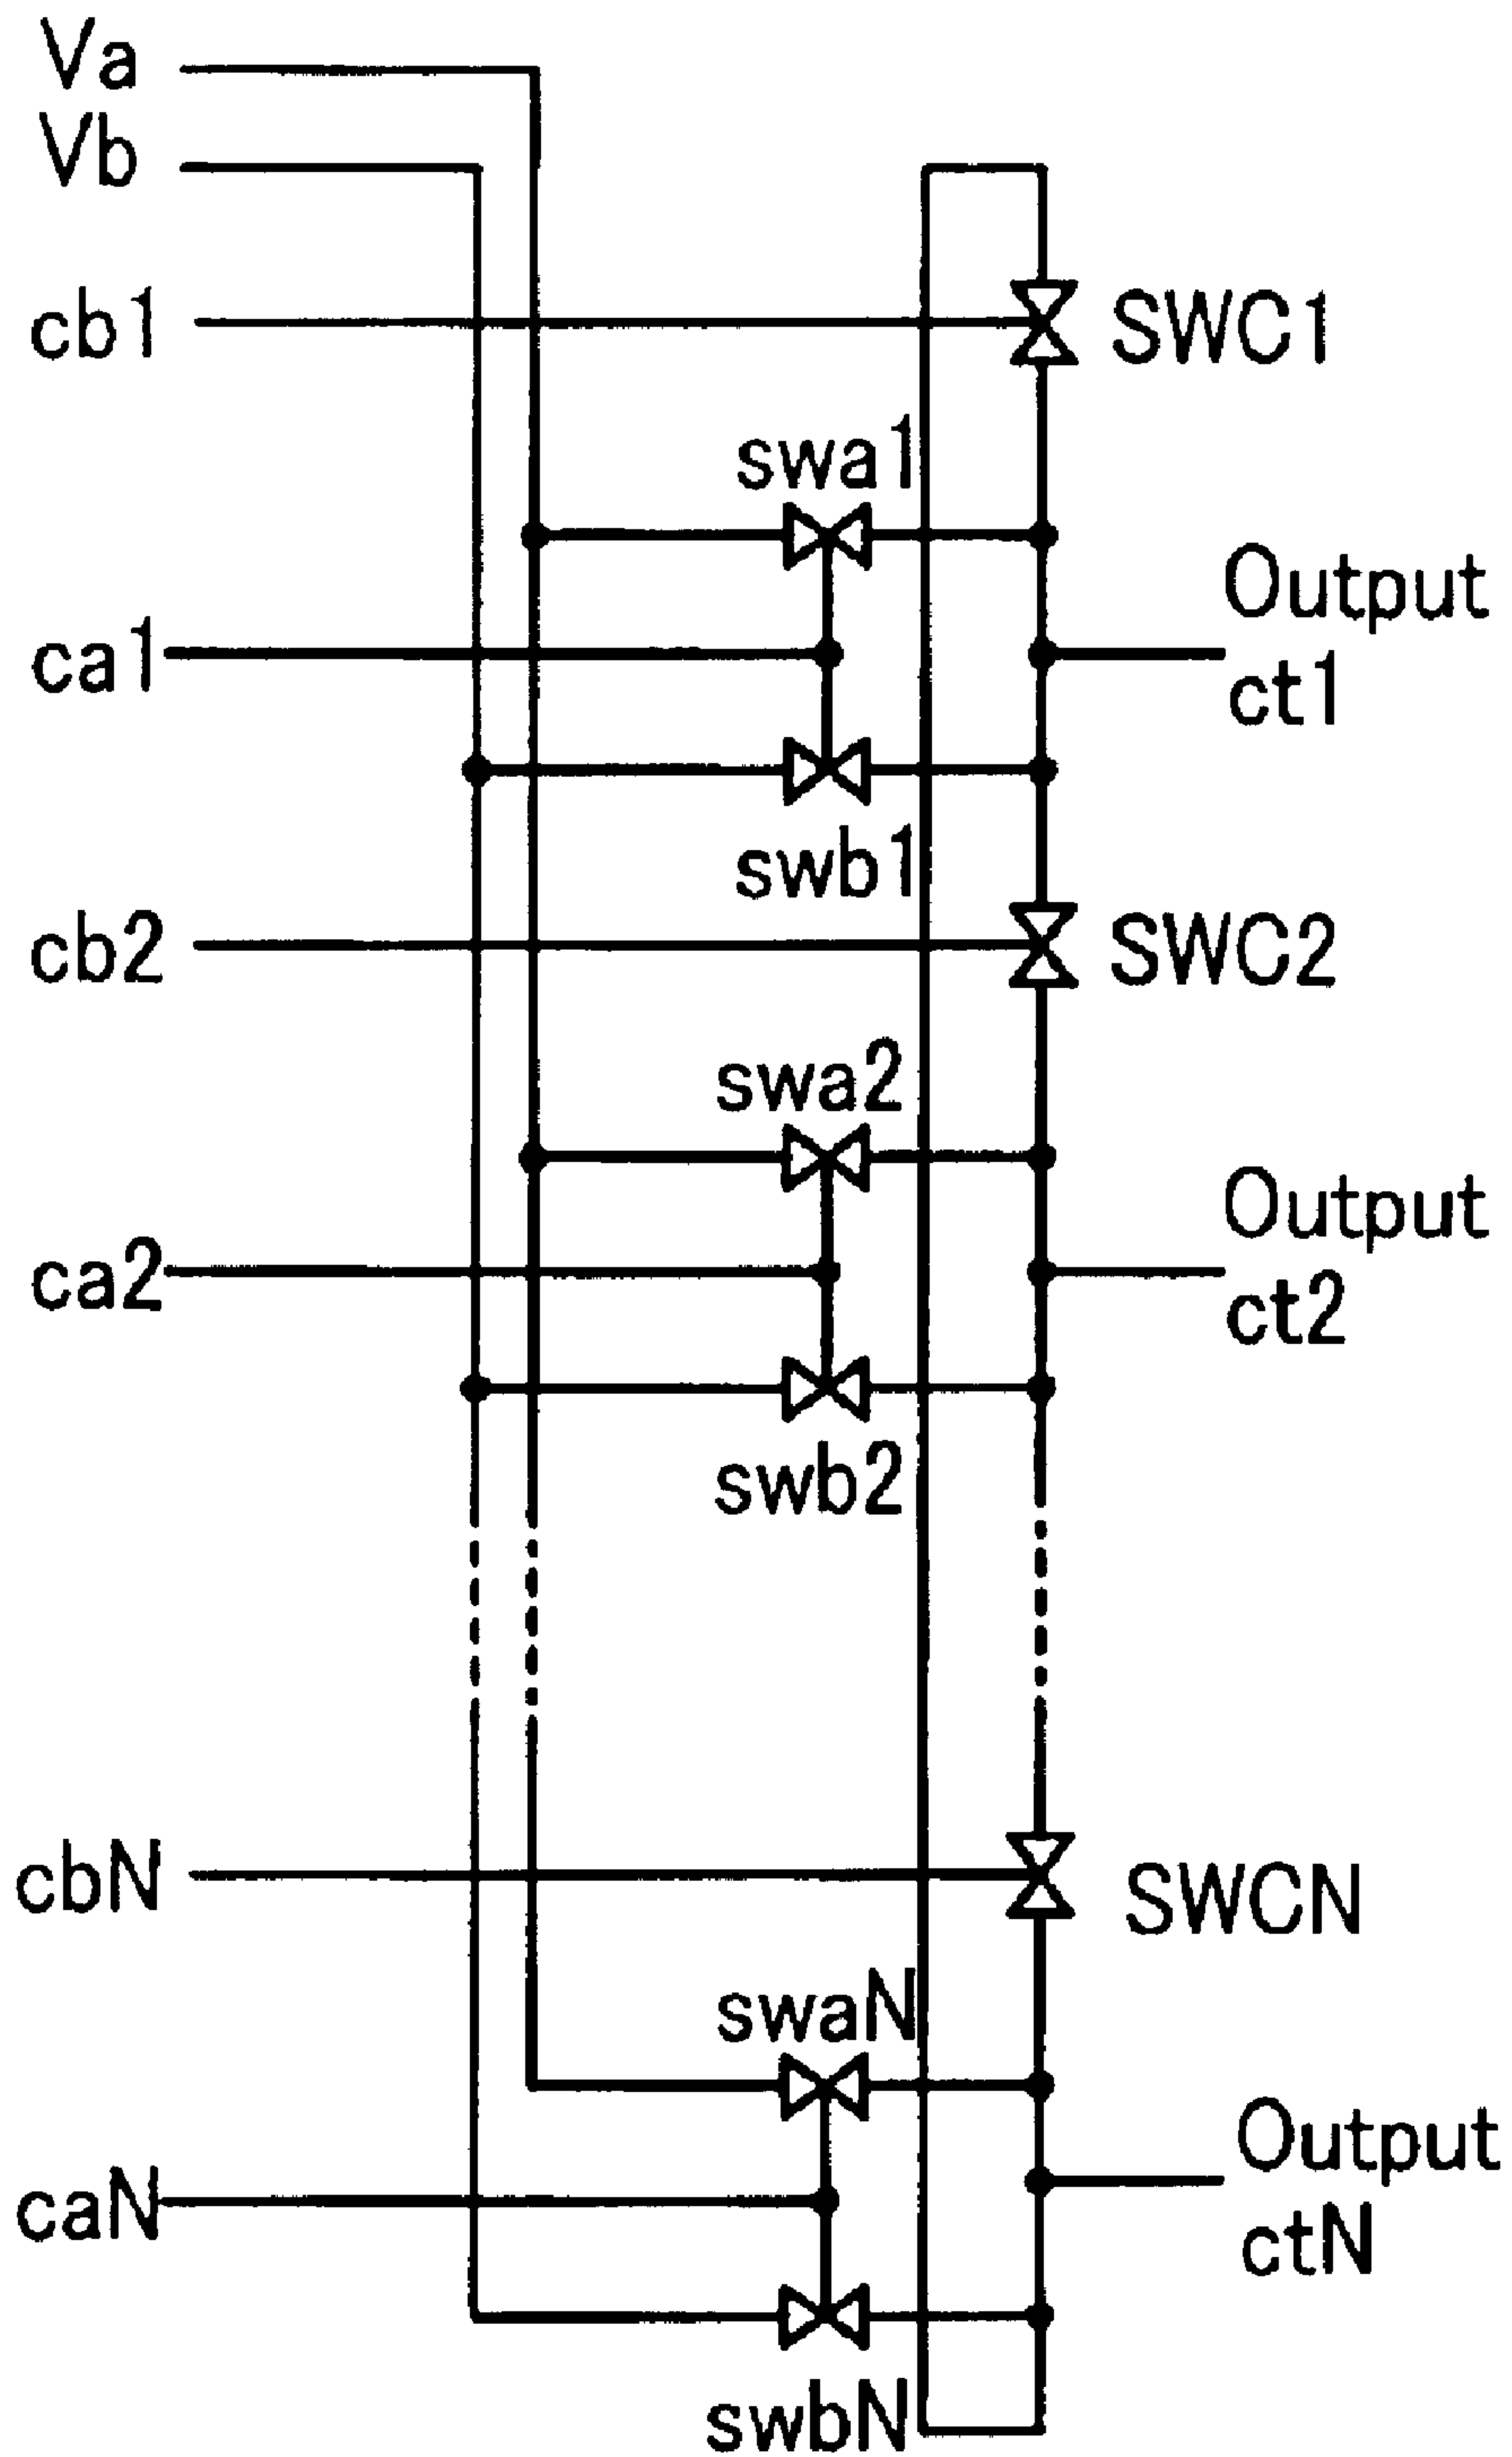 Va
Vb
cb1
SWC1
swa1
Output
ca1
ct1
swb1
cb2
SWC2
swa2
Output
ca2
ct2
swb2
cbN
SWCN
swaN
Output
caN
ctN
swbN